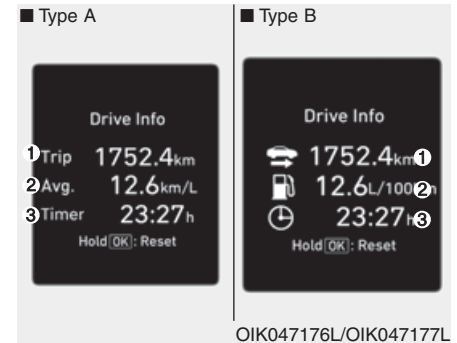 ■ Type A
Drive Info
1 Trip 1752.4km
2 Avg. 12.6km/L
3 Timer 23:27h
Hold OK : Reset
■ Type B
Drive Info
1752.4km 1
12.6L/100 2
23:27h 3
Hold OK : Reset
OIK047176L/OIK047177L